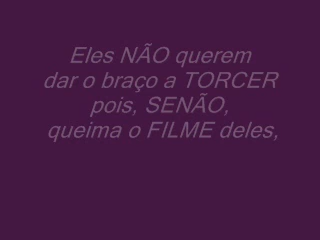 Eles NÃO querem
dar o braço a TORCER
pois, SENÃO,
queima o FILME deles,